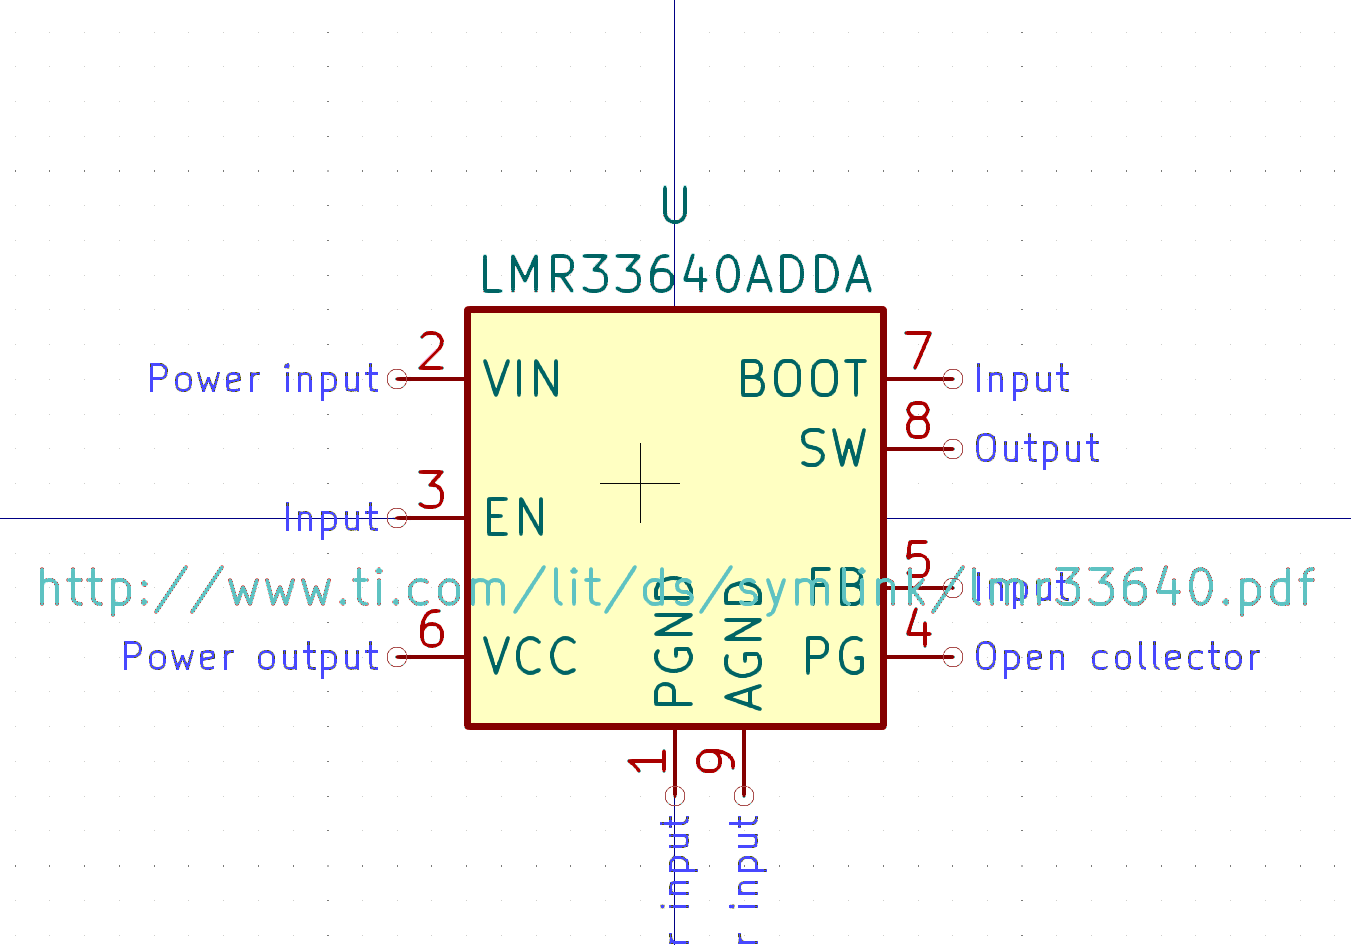 U
LMR33640ADDA
Power input 2 VIN BOOT 7 Input
SW 8 Output
Input 3 EN
http://www.ti.com/lit/ds/symlink/lmr33640.pdf
FB 5 Input
Power output 6 VCC PG 4 Open collector
PGND 1 r input
AGND 9 r input